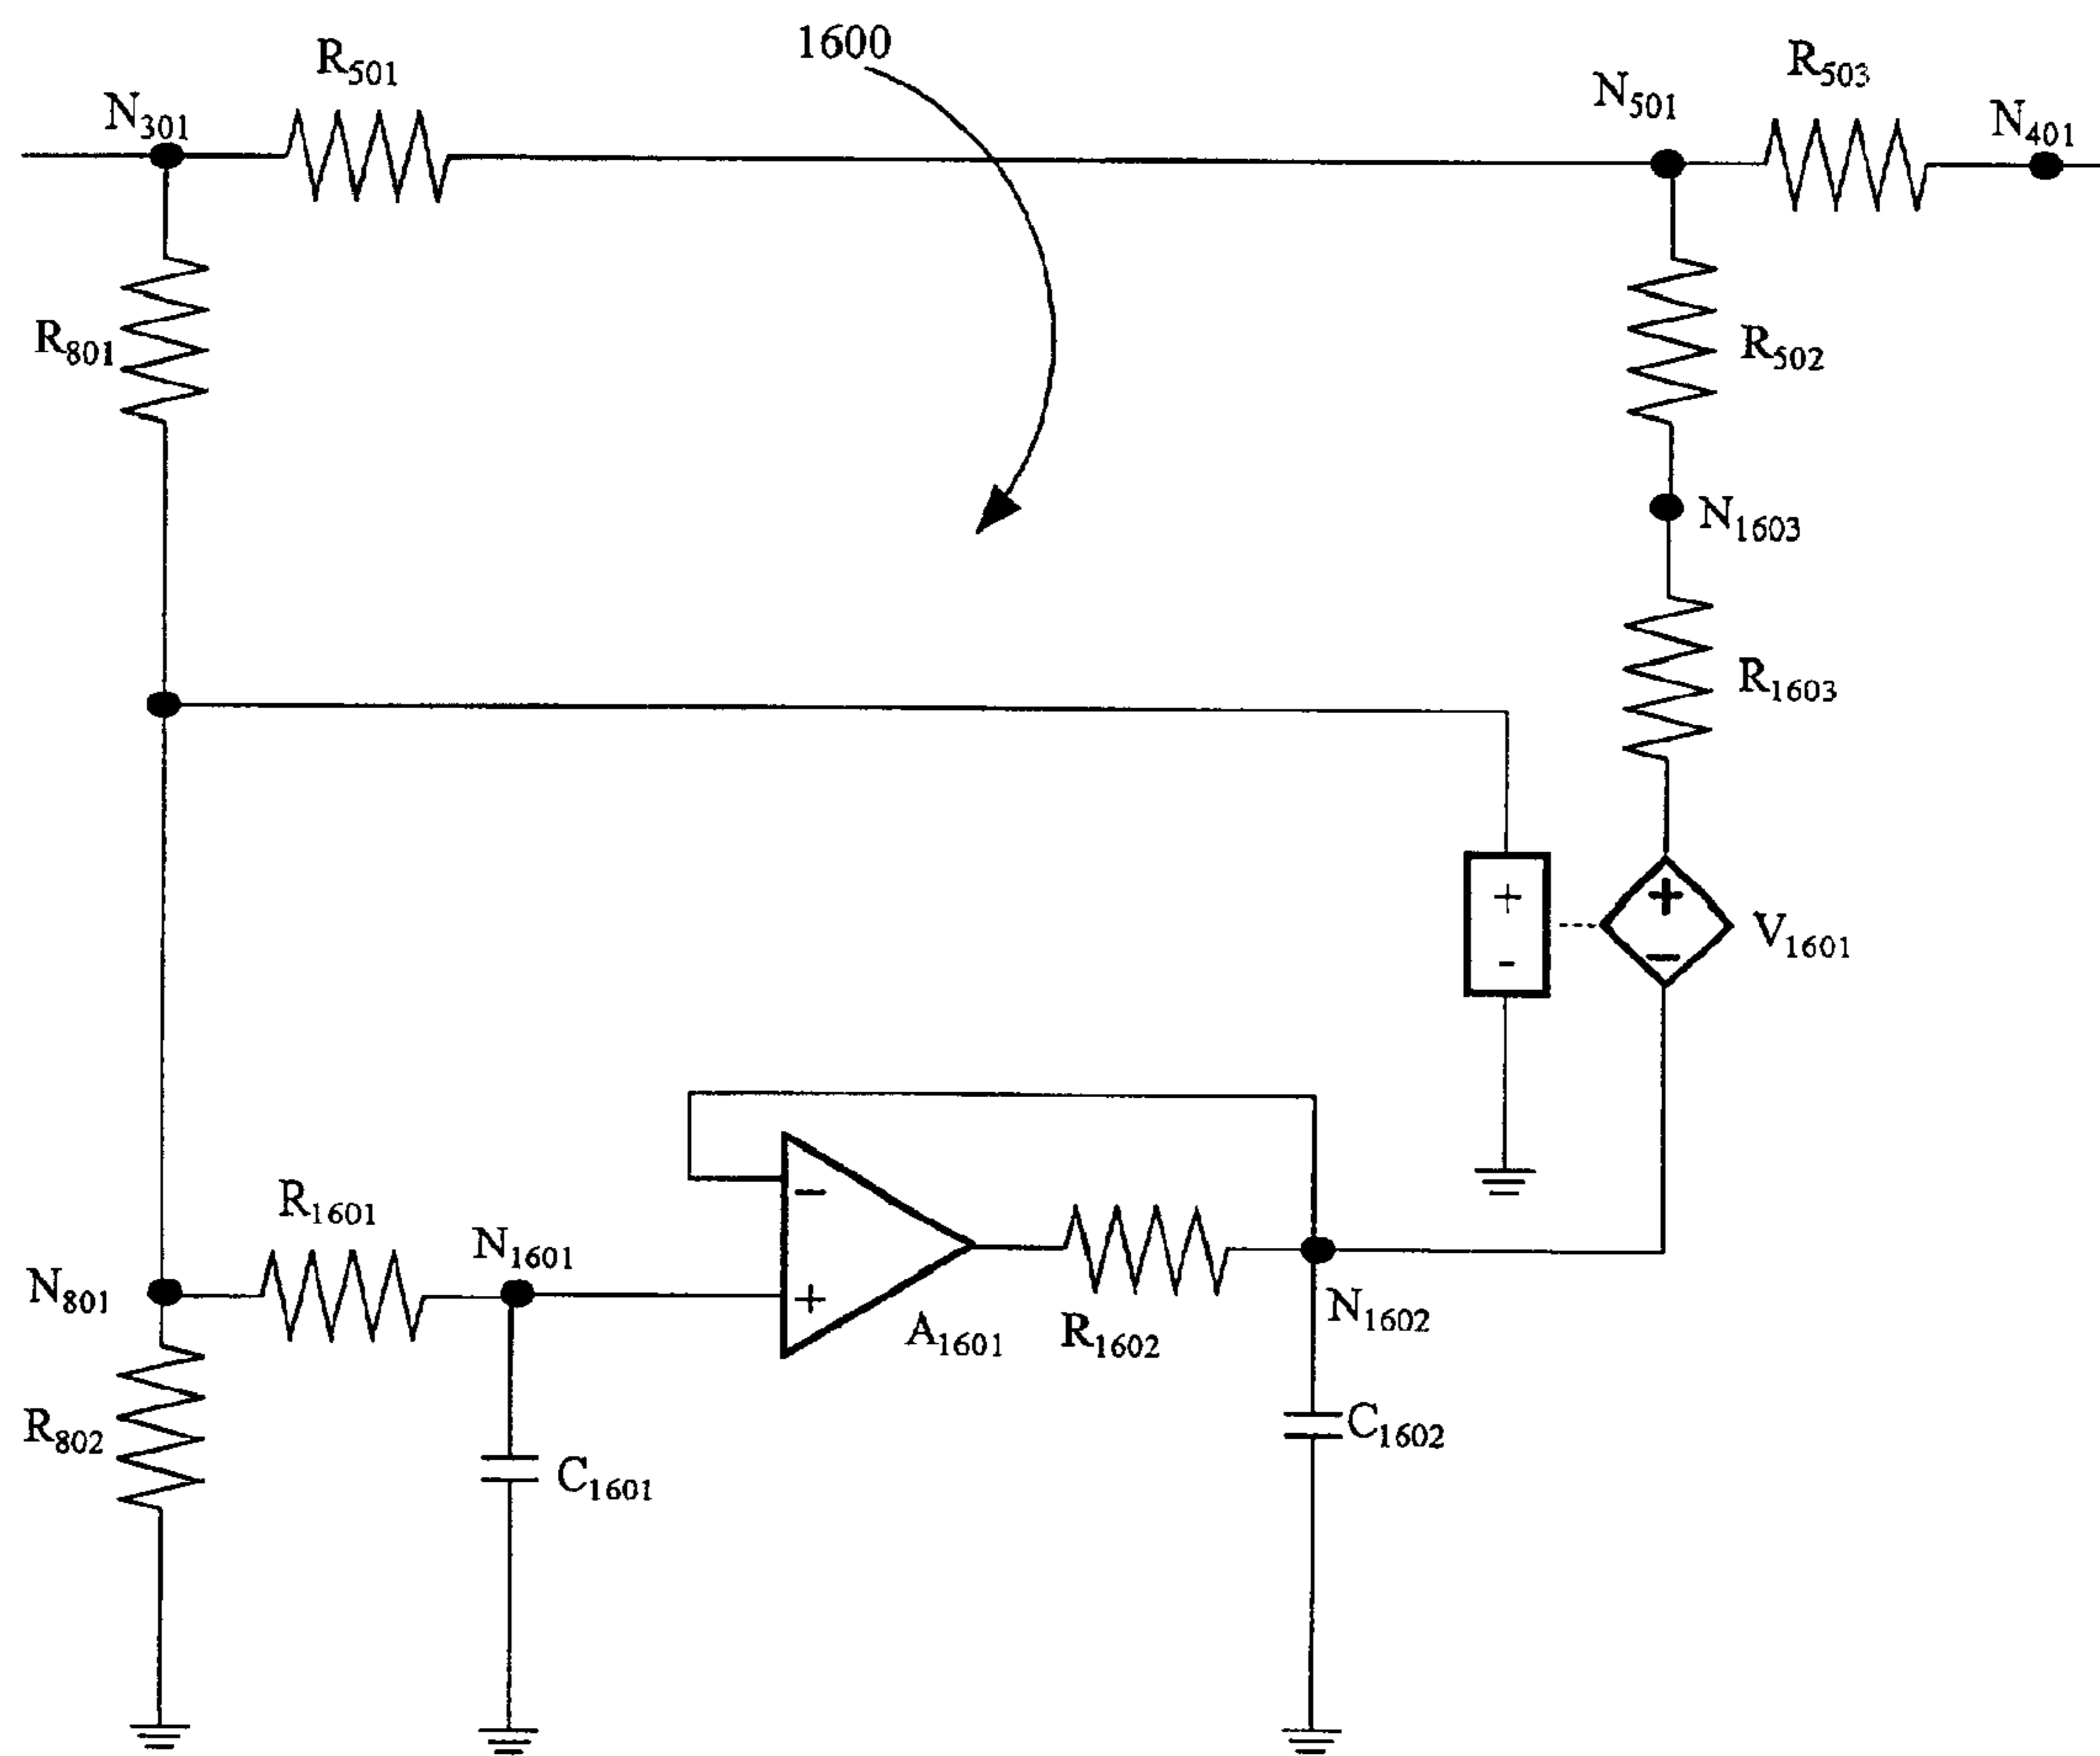 1600
R501
R503
N301
N501
N401
R801
R502
N1603
R1603
+
-
+
−
V1601
−
R1601
N1601
N801
+
A1601
R1602
N1602
R802
C1601
C1602